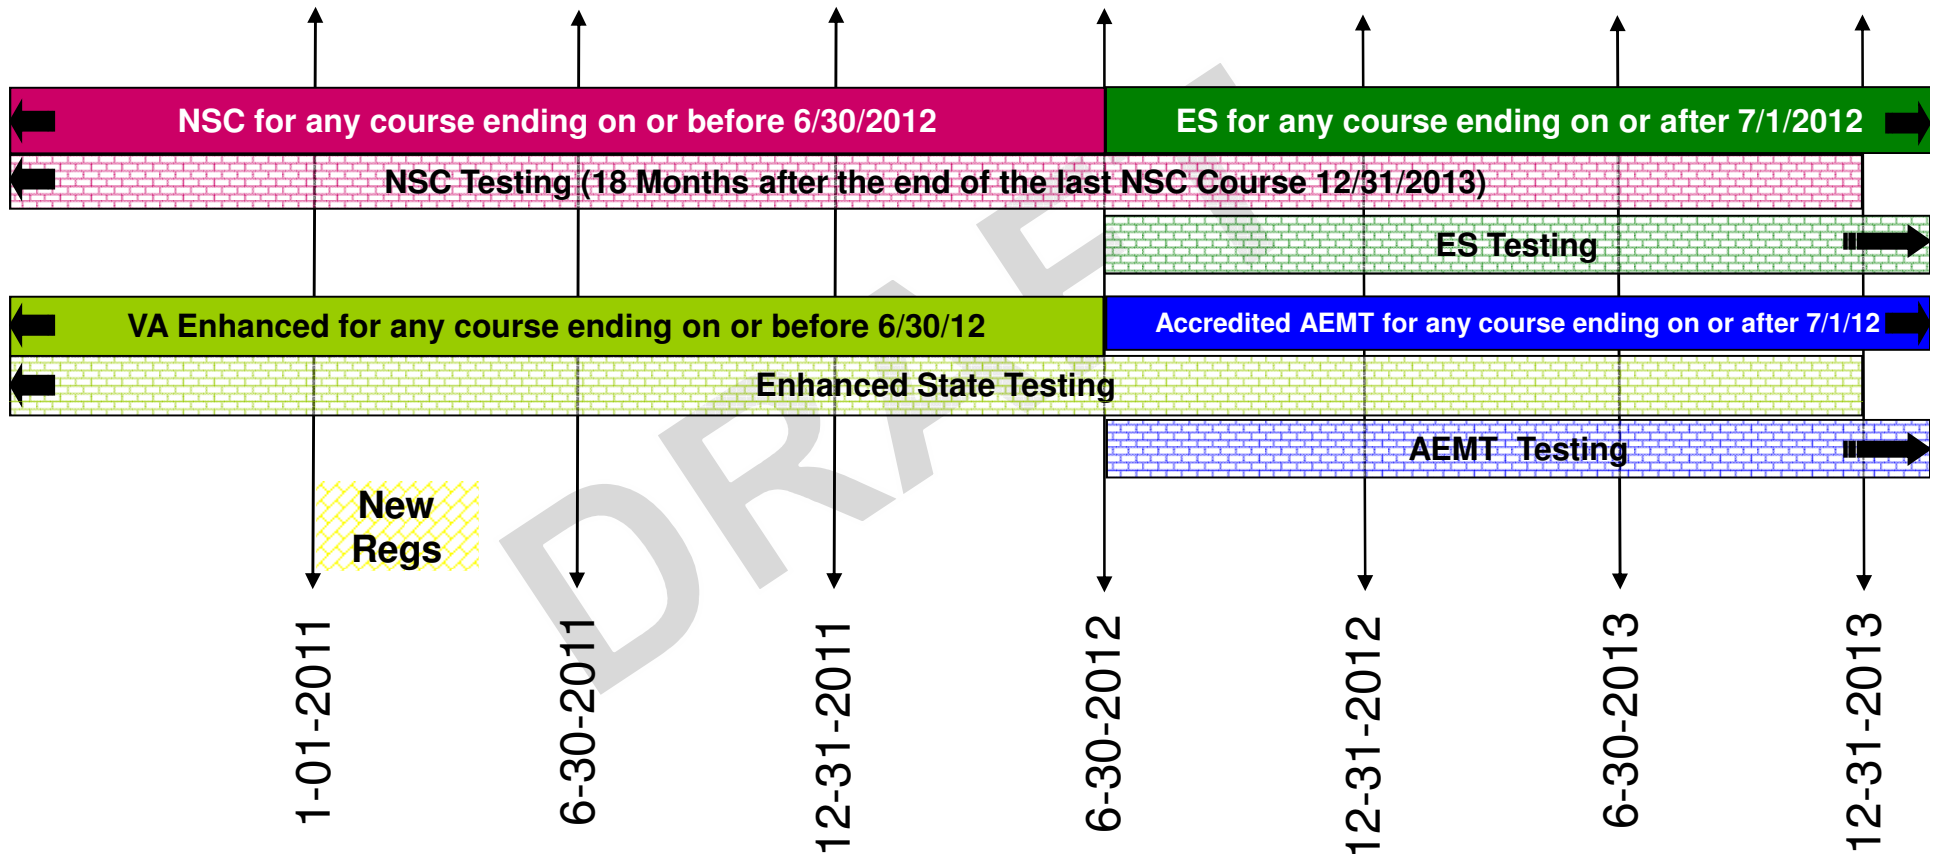 NSC for any course ending on or before 6/30/2012
ES for any course ending on or after 7/1/2012
NSC Testing (18 Months after the end of the last NSC Course 12/31/2013)
ES Testing
VA Enhanced for any course ending on or before 6/30/12
Accredited AEMT for any course ending on or after 7/1/12
Enhanced State Testing
AEMT Testing
New
Regs
DRAFT
1-01-2011
6-30-2011
12-31-2011
6-30-2012
12-31-2012
6-30-2013
12-31-2013